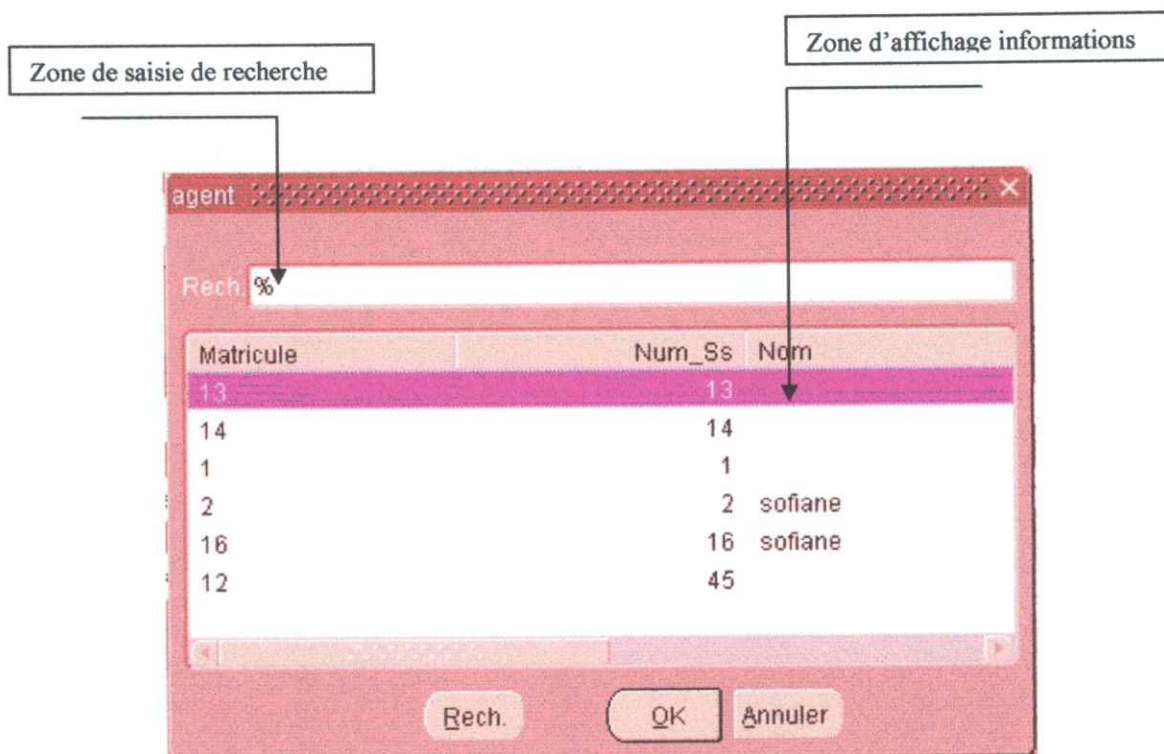 Zone de saisie de recherche
Zone d'affichage informations
agent
Rech. %
Matricule Num_Ss Nom
13 13
14 14
1 1
2 2 sofiane
16 16 sofiane
12 45
Rech. OK Annuler